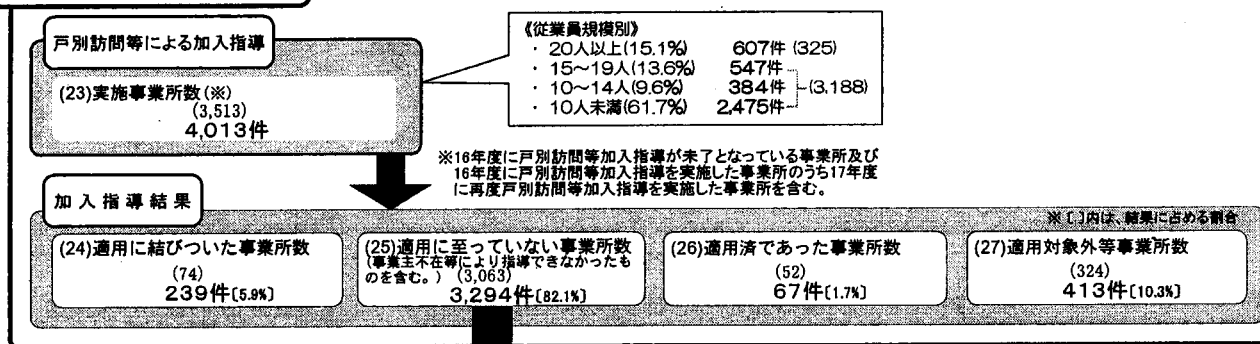 戸別訪問等による加入指導
(23)実施事業所数(※)
(3,513)
4,013件
《従業員規模別》
・ 20人以上(15.1%) 607件 (325)
・ 15～19人(13.6%) 547件
・ 10～14人(9.6%) 384件 (3,188)
・ 10人未満(61.7%) 2,475件
※16年度に戸別訪問等加入指導が未了となっている事業所及び
16年度に戸別訪問等加入指導を実施した事業所のうち17年度
に再度戸別訪問等加入指導を実施した事業所を含む。
加入指導結果
※〔 〕内は、結果に占める割合
(24)適用に結びついた事業所数
(74)
239件〔5.9%〕
(25)適用に至っていない事業所数
(事業主不在等により指導できなかったも
のを含む。) (3,063)
3,294件〔82.1%〕
(26)適用済であった事業所数
(52)
67件〔1.7%〕
(27)適用対象外等事業所数
(324)
413件〔10.3%〕